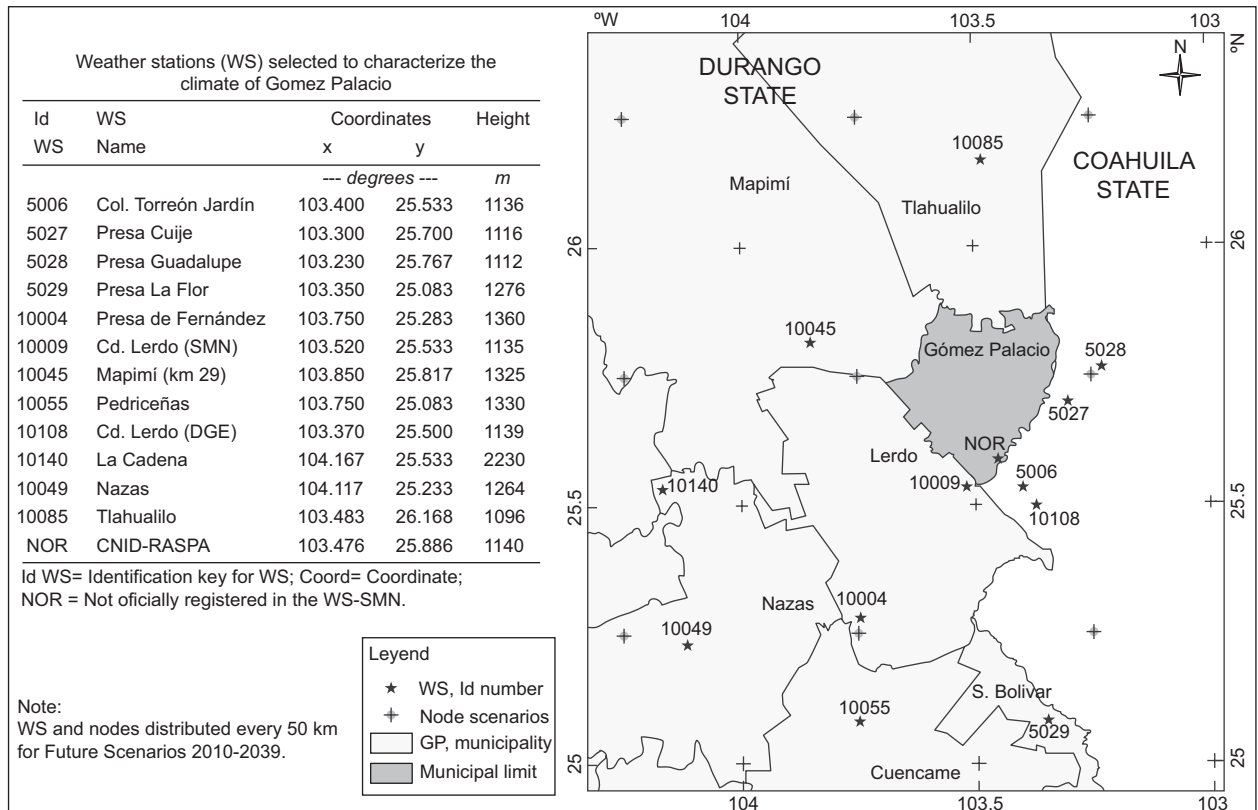 Weather stations (WS) selected to characterize the
climate of Gomez Palacio
Id WS Coordinates Height
WS Name x y
--- degrees --- m
5006 Col. Torreón Jardín 103.400 25.533 1136
5027 Presa Cuije 103.300 25.700 1116
5028 Presa Guadalupe 103.230 25.767 1112
5029 Presa La Flor 103.350 25.083 1276
10004 Presa de Fernández 103.750 25.283 1360
10009 Cd. Lerdo (SMN) 103.520 25.533 1135
10045 Mapimí (km 29) 103.850 25.817 1325
10055 Pedriceñas 103.750 25.083 1330
10108 Cd. Lerdo (DGE) 103.370 25.500 1139
10140 La Cadena 104.167 25.533 2230
10049 Nazas 104.117 25.233 1264
10085 Tlahualilo 103.483 26.168 1096
NOR CNID-RASPA 103.476 25.886 1140
Id WS= Identification key for WS; Coord= Coordinate;
NOR = Not oficially registered in the WS-SMN.
Note:
WS and nodes distributed every 50 km
for Future Scenarios 2010-2039.
Leyend
WS, Id number
Node scenarios
GP, municipality
Municipal limit
ºW 104 103.5 103
ºN
N
DURANGO
STATE
10085
COAHUILA
STATE
Mapimí
Tlahualilo
26 26
10045
Gómez Palacio
5028
5027
NOR
Lerdo
10009
5006
10140
10108
25.5 25.5
Nazas
10004
10049
S. Bolivar
10055
5029
Cuencame
25 25
104 103.5 103